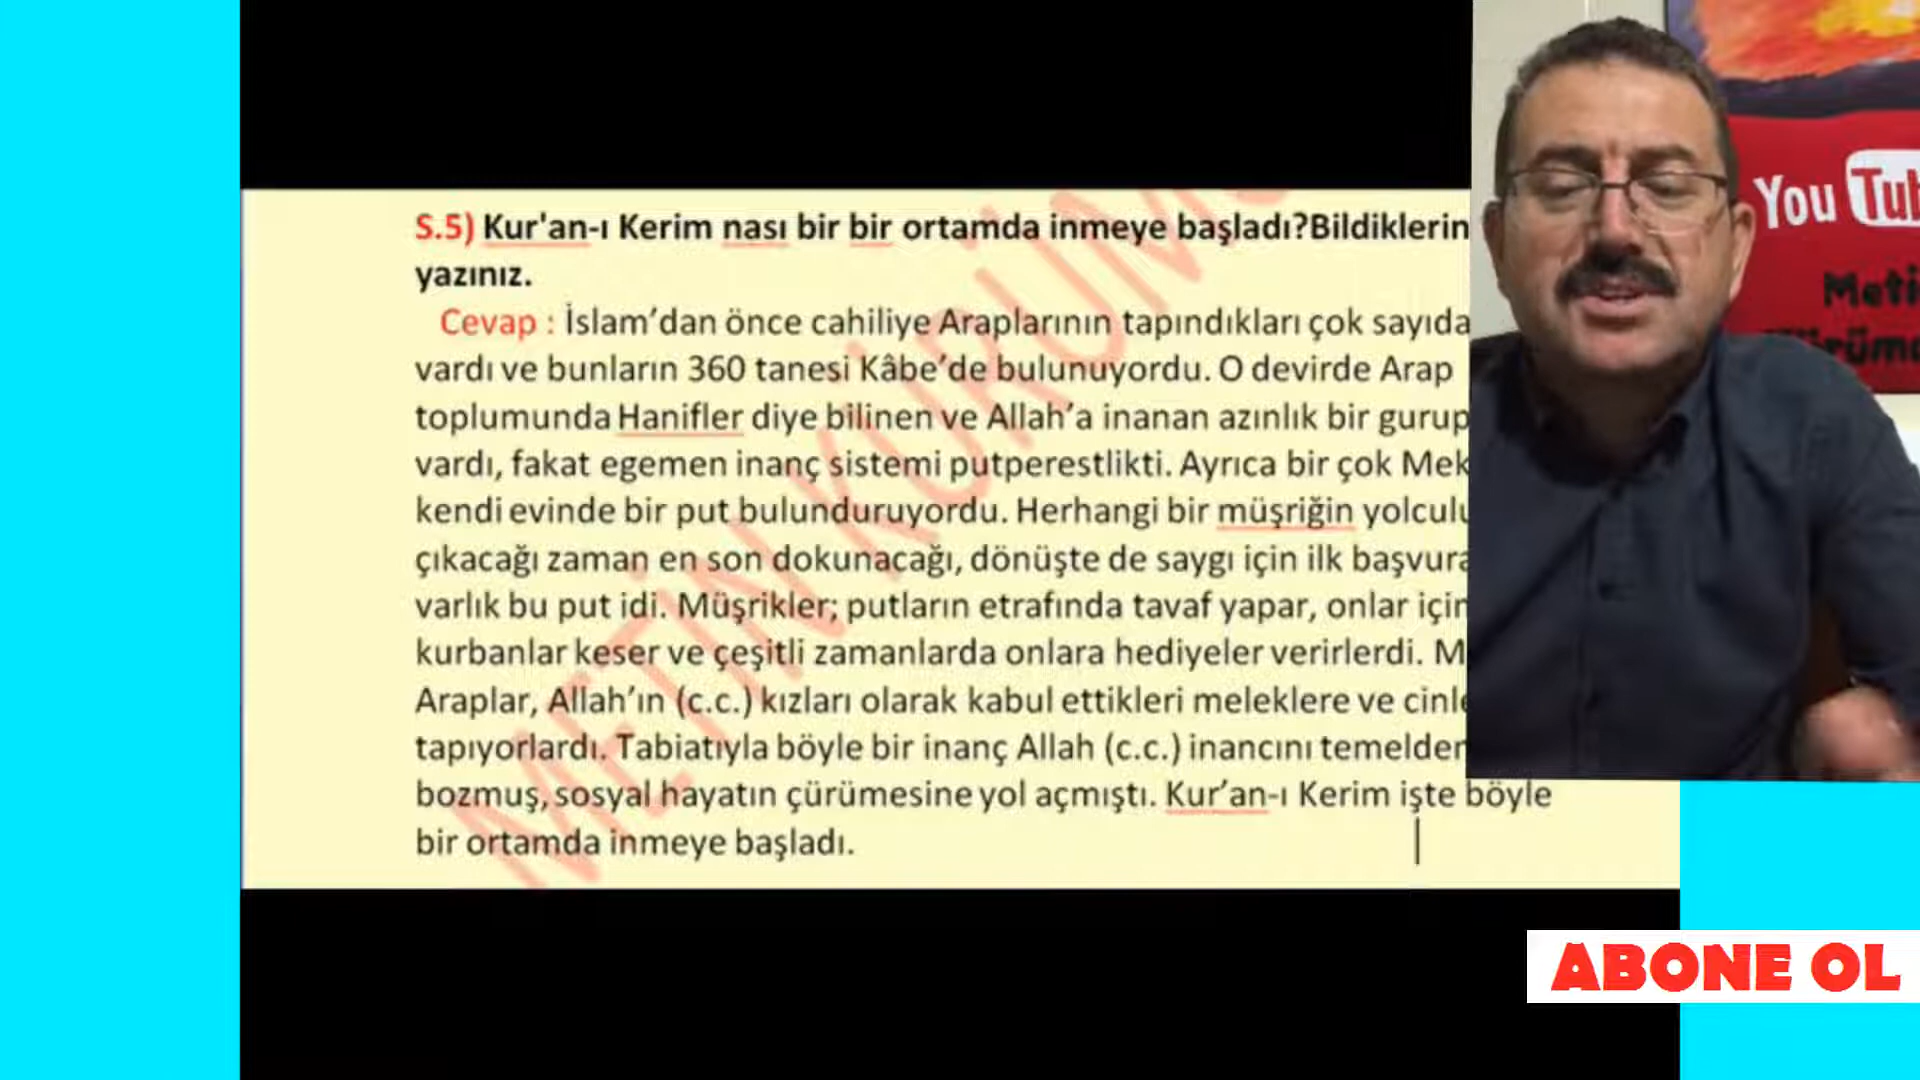 S.5) Kur'an-ı Kerim nası bir bir ortamda inmeye başladı?Bildiklerin
yazınız.
Cevap : İslam’dan önce cahiliye Araplarının tapındıkları çok sayıda
vardı ve bunların 360 tanesi Kâbe’de bulunuyordu. O devirde Arap
toplumunda Hanifler diye bilinen ve Allah’a inanan azınlık bir gurup
vardı, fakat egemen inanç sistemi putperestlikti. Ayrıca bir çok Mek
kendi evinde bir put bulunduruyordu. Herhangi bir müşriğin yolculu
çıkacağı zaman en son dokunacağı, dönüşte de saygı için ilk başvura
varlık bu put idi. Müşrikler; putların etrafında tavaf yapar, onlar için
kurbanlar keser ve çeşitli zamanlarda onlara hediyeler verirlerdi. M
Araplar, Allah’ın (c.c.) kızları olarak kabul ettikleri meleklere ve cinle
tapıyorlardı. Tabiatıyla böyle bir inanç Allah (c.c.) inancını temelden
bozmuş, sosyal hayatın çürümesine yol açmıştı. Kur’an-ı Kerim işte böyle
bir ortamda inmeye başladı.
METİN KÜRÜM
You Tub
Meti
ürüm
ABONE OL